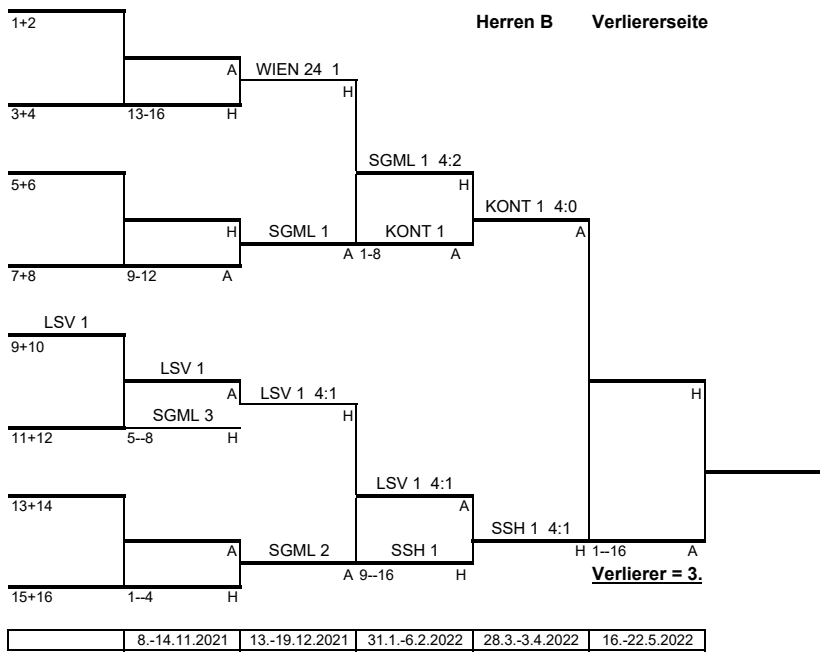 Herren B Verliererseite
1+2
A WIEN 24 1
H
3+4 13-16 H
SGML 1 4:2
5+6 H
KONT 1 4:0
H SGML 1 KONT 1 A
A 1-8 A
7+8 9-12 A
LSV 1
9+10
LSV 1
A LSV 1 4:1 H
SGML 3 H
11+12 5--8 H
LSV 1 4:1
13+14 A
SSH 1 4:1
A SGML 2 SSH 1 H 1--16 A
A 9--16 H
15+16 1--4 H Verlierer = 3.
8.-14.11.2021 13.-19.12.2021 31.1.-6.2.2022 28.3.-3.4.2022 16.-22.5.2022